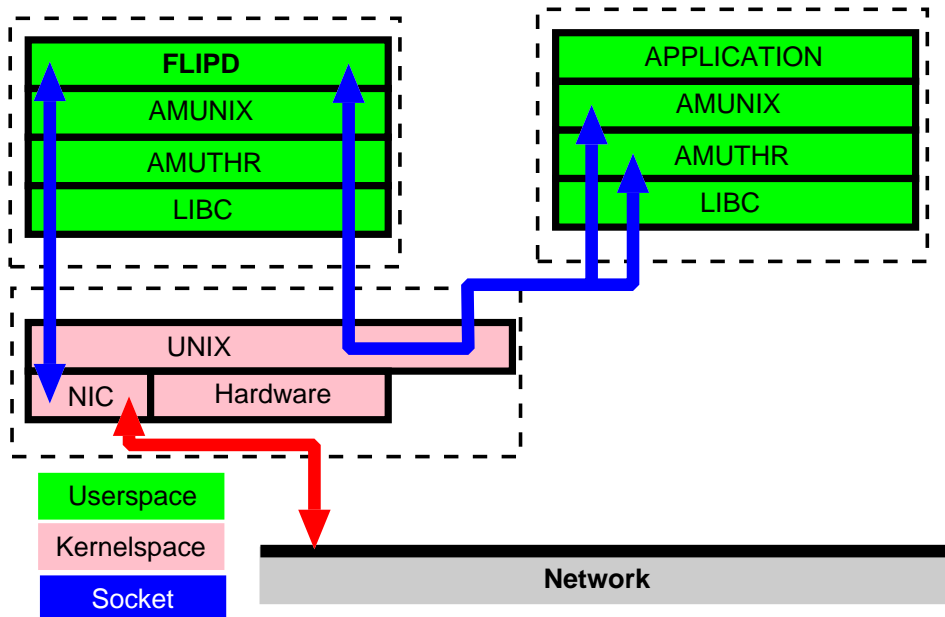 FLIPD
AMUNIX
AMUTHR
LIBC
APPLICATION
AMUNIX
AMUTHR
LIBC
UNIX
NIC
Hardware
Userspace
Kernelspace
Socket
Network